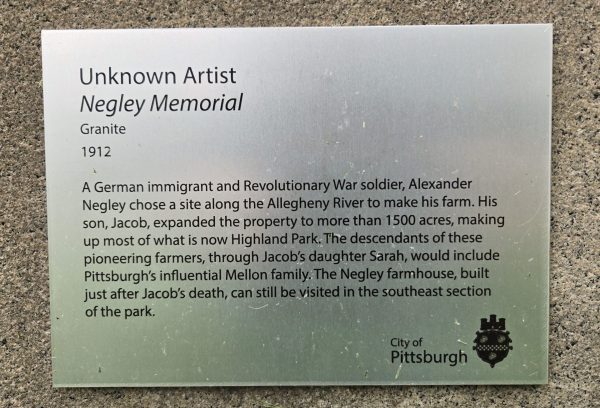 Unknown Artist
Negley Memorial
Granite
1912
A German immigrant and Revolutionary War soldier, Alexander
Negley chose a site along the Allegheny River to make his farm. His
son, Jacob, expanded the property to more than 1500 acres, making
up most of what is now Highland Park. The descendants of these
pioneering farmers, through Jacob's daughter Sarah, would include
Pittsburgh's influential Mellon family. The Negley farmhouse, built
just after Jacob's death, can still be visited in the southeast section
of the park.
City of
Pittsburgh